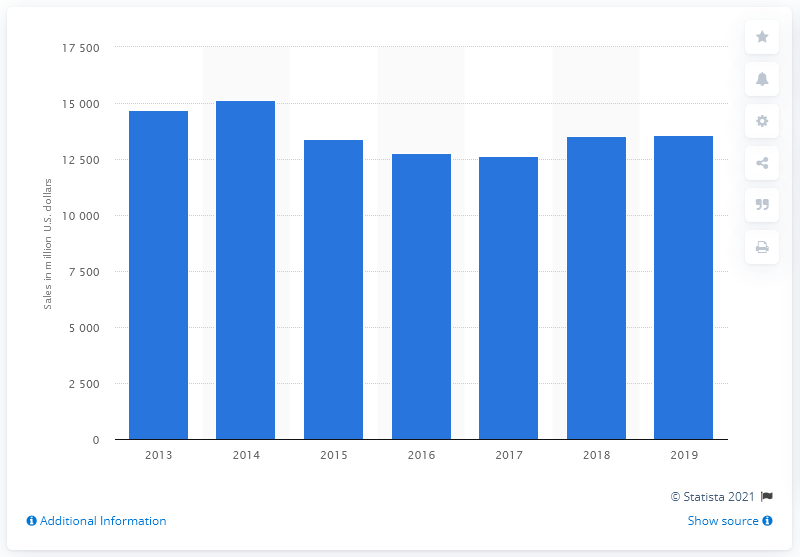 17 500
15 000
12 500
10 000
7 500
5 000
2 500
0
Sales in million U.S. dollars
2013 2014 2015 2016 2017 2018 2019
© Statista 2021
Additional Information Show source